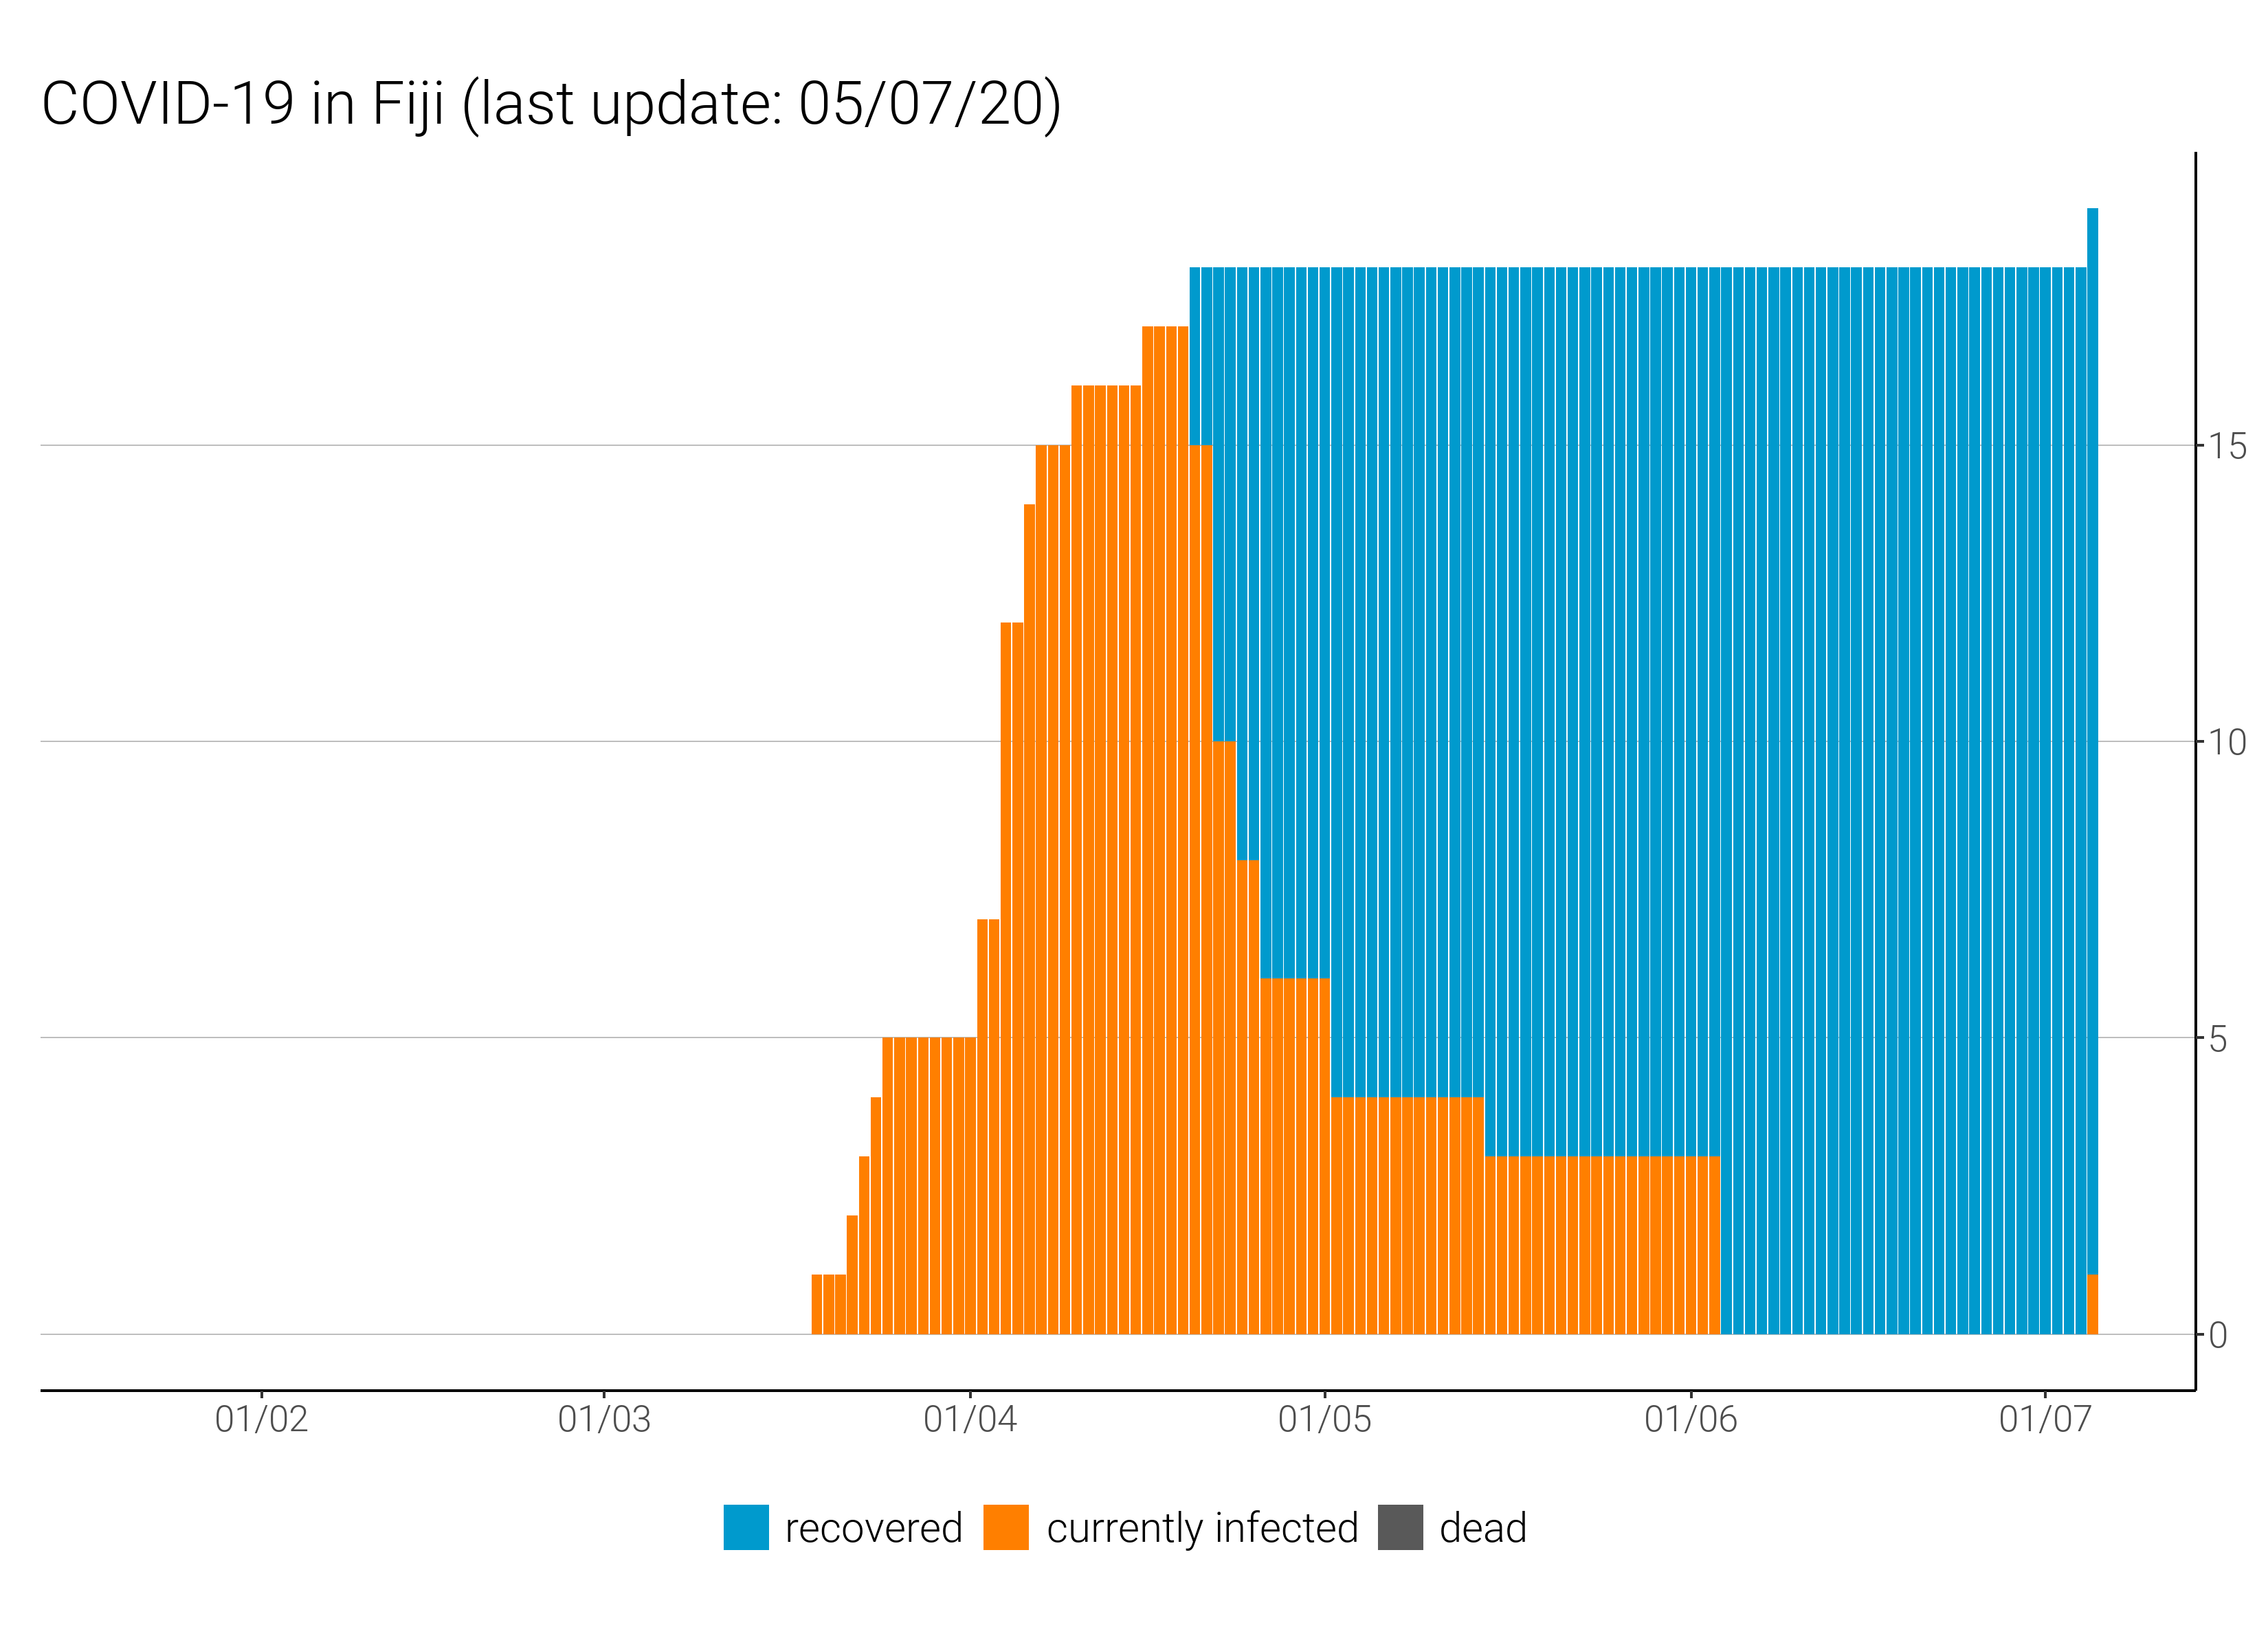 COVID-19 in Fiji (last update: 05/07/20)
15
10
5
0
01/02 01/03 01/04 01/05 01/06 01/07
recovered currently infected dead